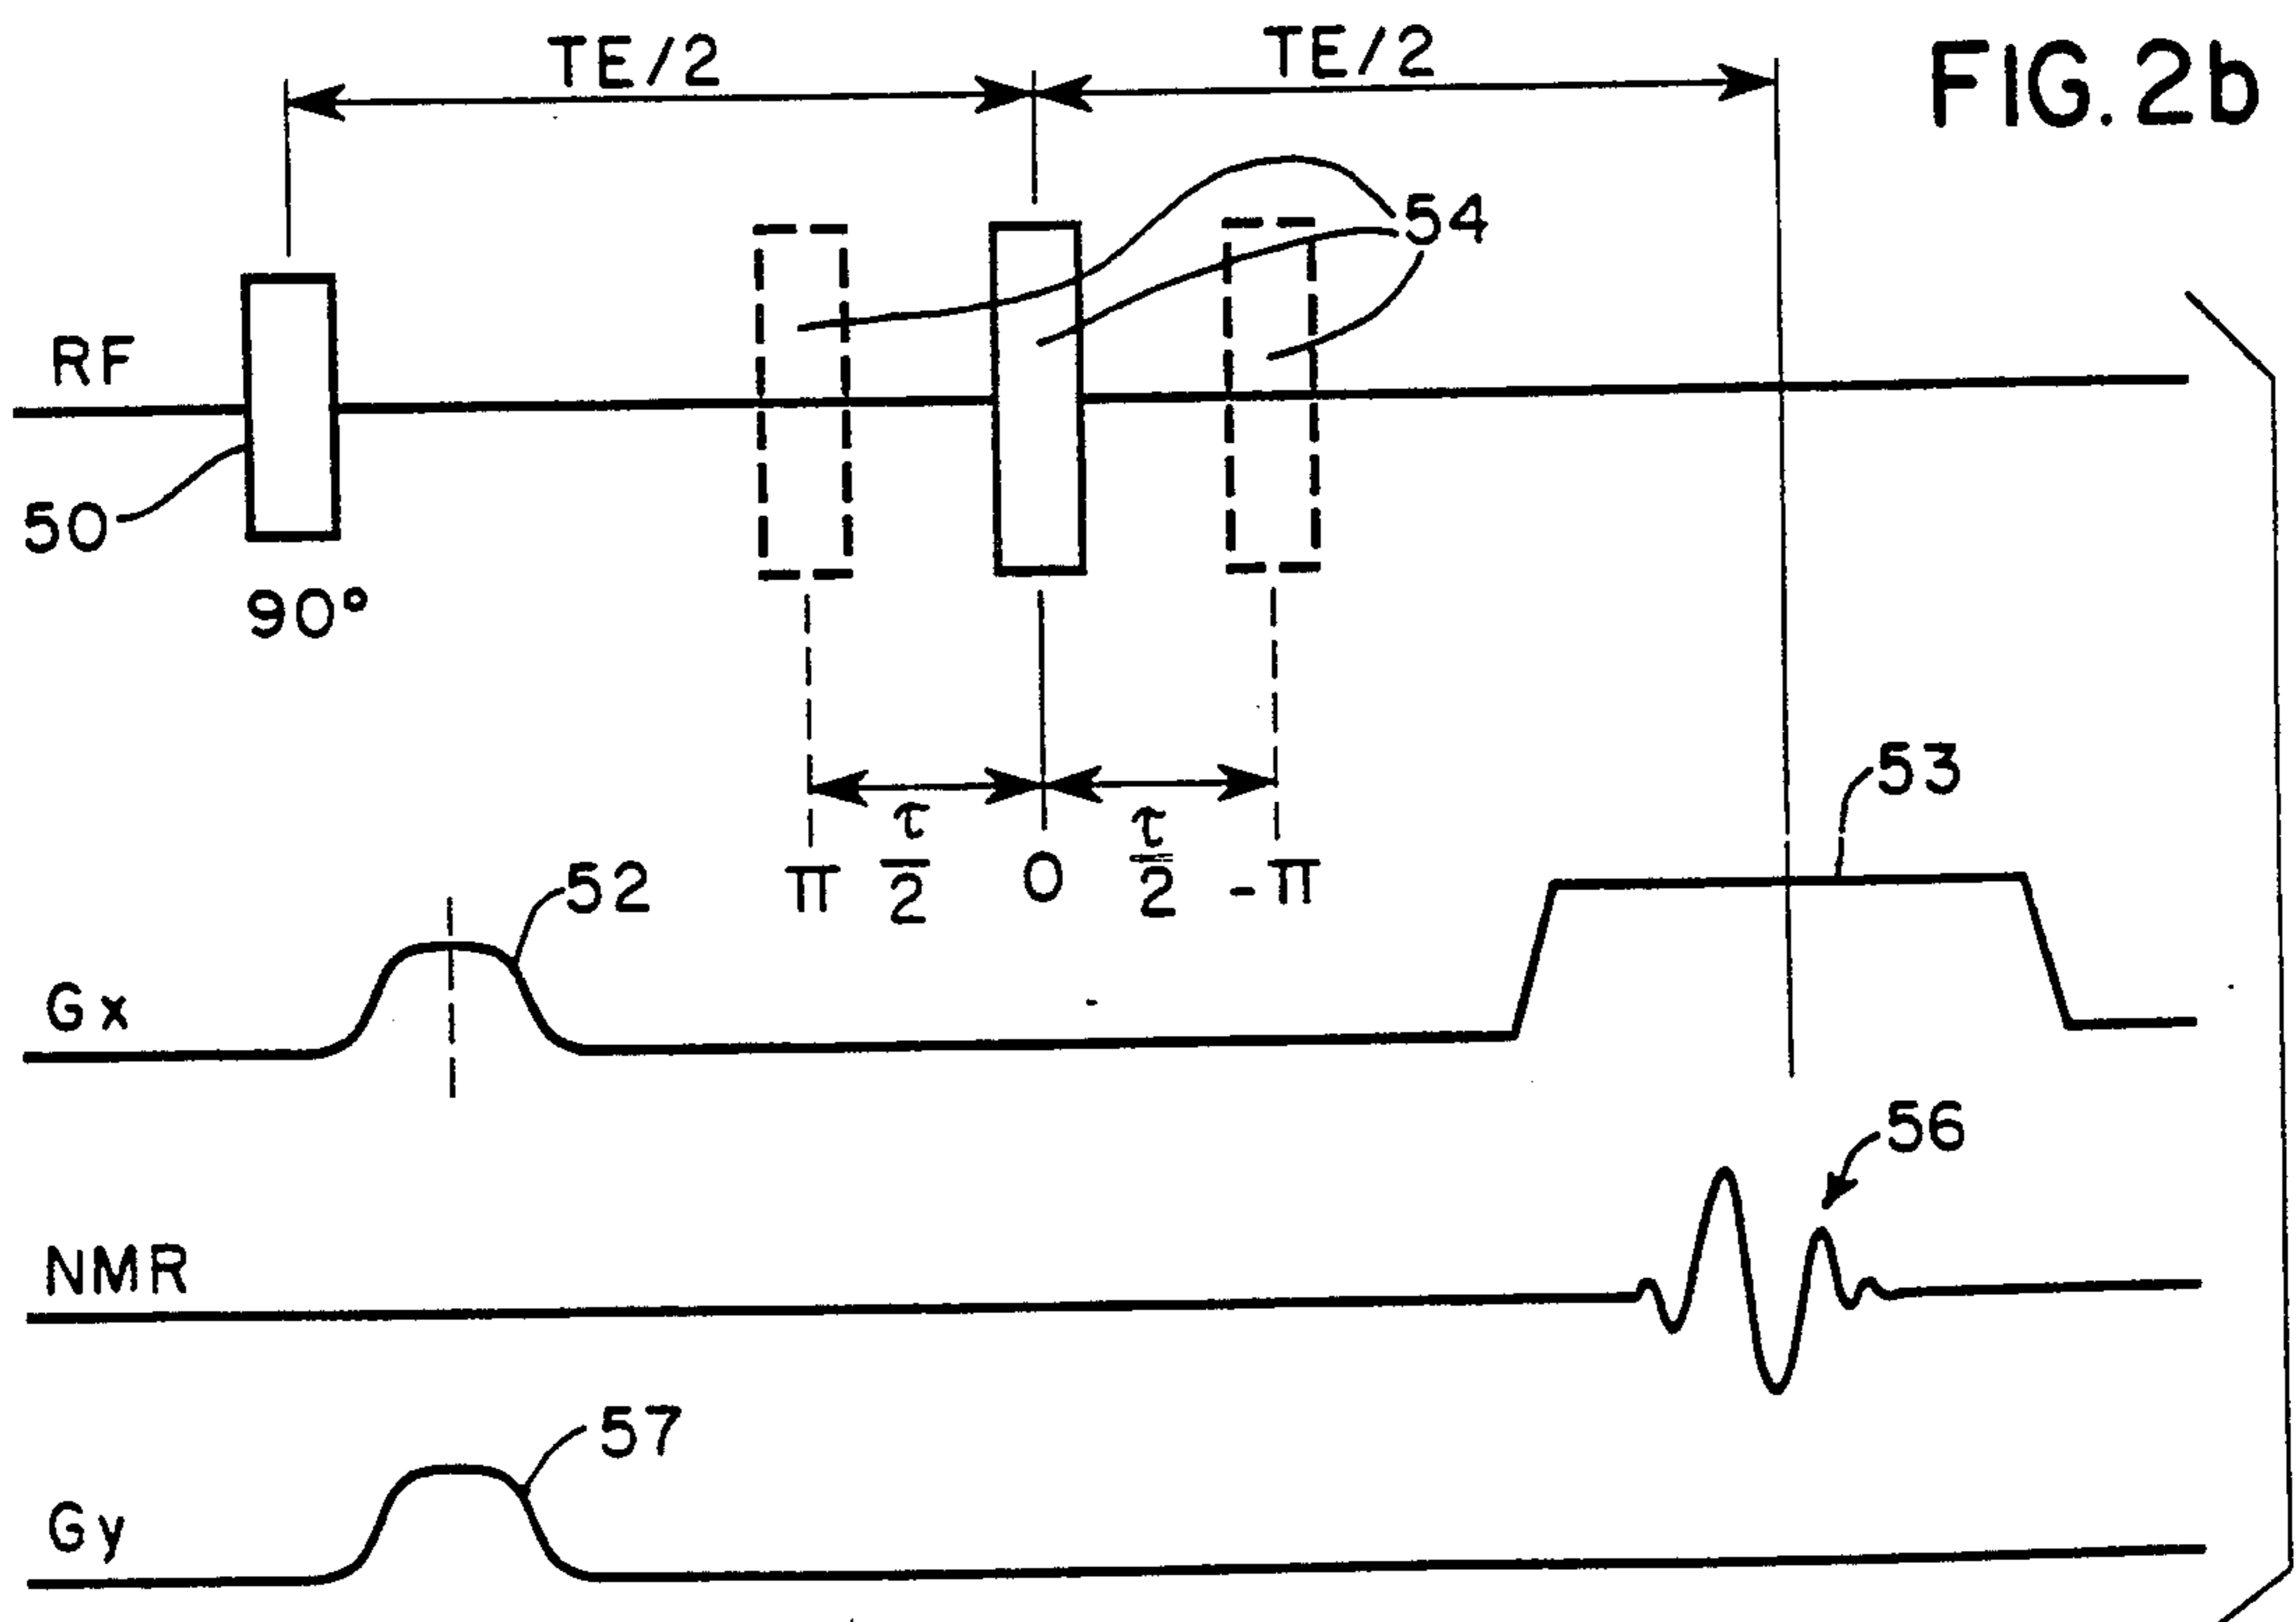 TE/2
TE/2
FIG. 2b
54
RF
50
90°
53
π τ/2 0 τ/2 -π
52
Gx
56
NMR
57
Gy